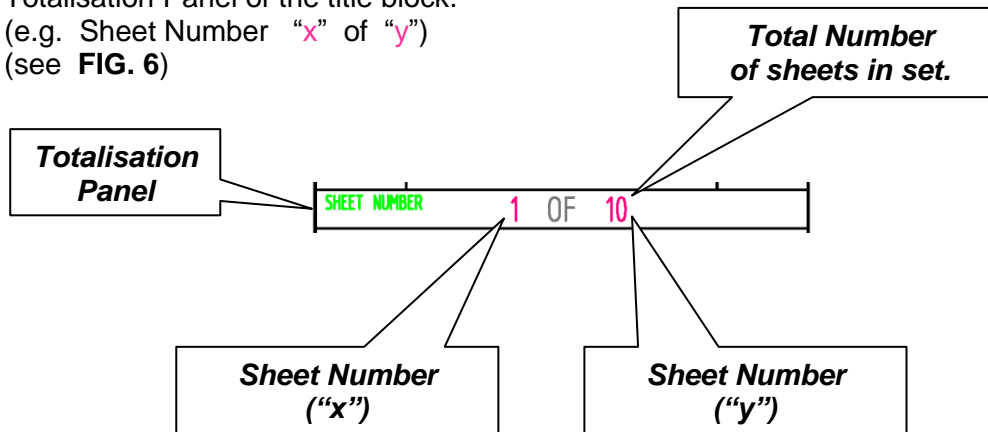 Totalisation Panel of the title block.
(e.g. Sheet Number “x” of “y”)
(see FIG. 6)
Total Number
of sheets in set.
Totalisation
Panel
SHEET NUMBER 1 OF 10
Sheet Number
(“x”)
Sheet Number
(“y”)